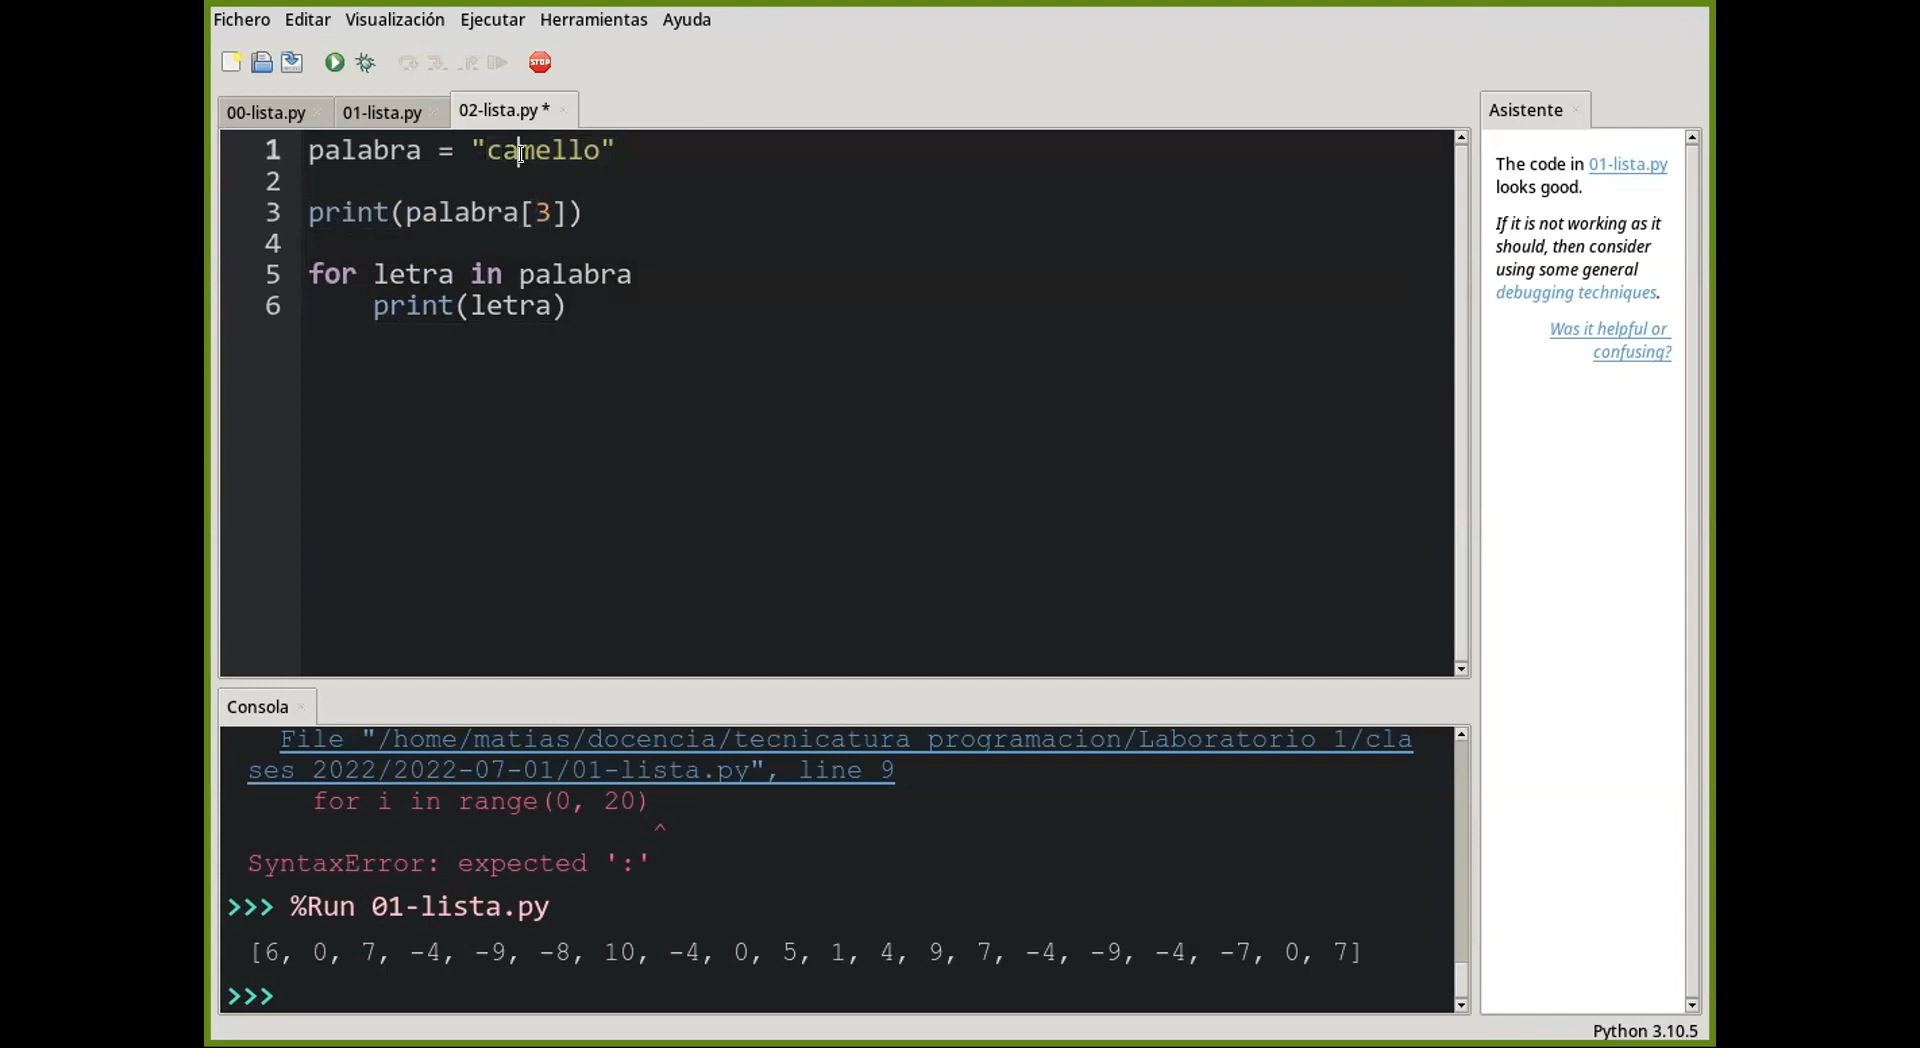 Fichero Editar Visualización Ejecutar Herramientas Ayuda
STOP
00-lista.py 01-lista.py 02-lista.py *
1 palabra = "camello"
2
3 print(palabra[3])
4
5 for letra in palabra
6 print(letra)
Asistente
The code in 01-lista.py
looks good.
If it is not working as it
should, then consider
using some general
debugging techniques.
Was it helpful or
confusing?
Consola
File "/home/matias/docencia/tecnicatura programacion/Laboratorio 1/cla
ses 2022/2022-07-01/01-lista.py", line 9
for i in range(0, 20)
^
SyntaxError: expected ':'
>>> %Run 01-lista.py
[6, 0, 7, -4, -9, -8, 10, -4, 0, 5, 1, 4, 9, 7, -4, -9, -4, -7, 0, 7]
>>>
Python 3.10.5